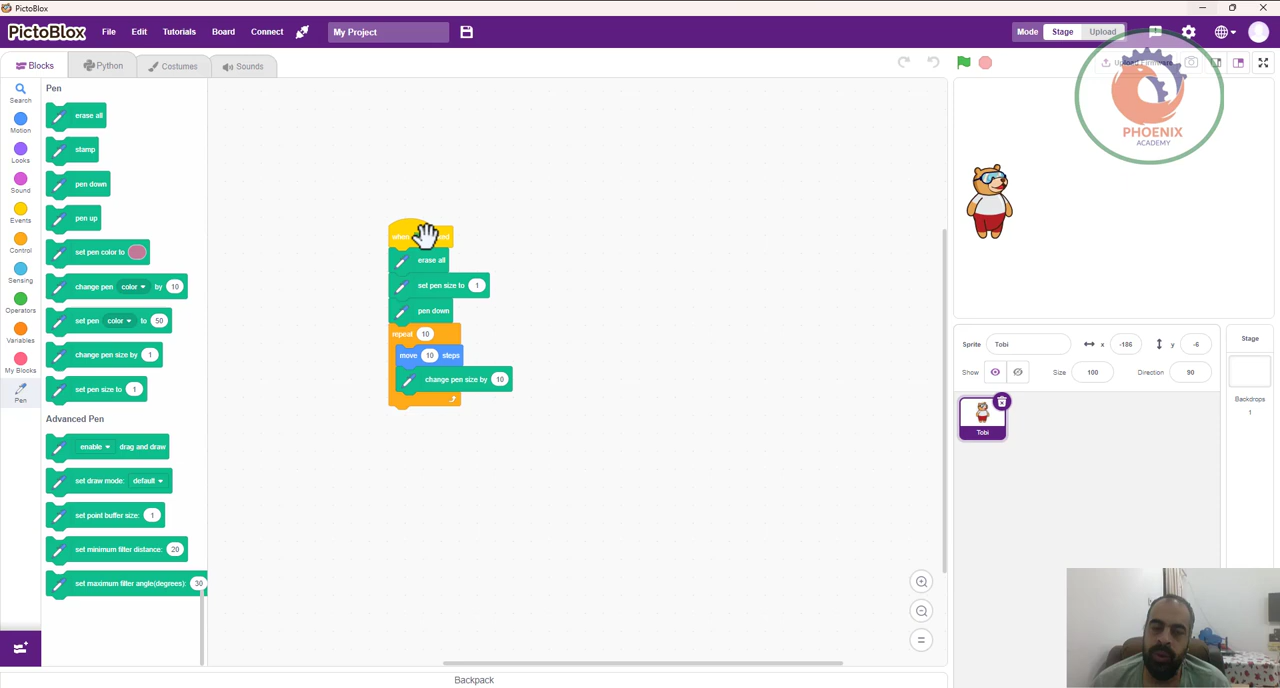 PictoBlox
PictoBlox File Edit Tutorials Board Connect My Project Mode Stage Upload
Blocks Python Costumes Sounds
Upload Firmware
PHOENIX
ACADEMY
Search
Motion
Looks
Sound
Events
Control
Sensing
Operators
Variables
My Blocks
Pen
Pen
erase all
stamp
pen down
pen up
set pen color to
change pen color by 10
set pen color to 50
change pen size by 1
set pen size to 1
Advanced Pen
enable drag and draw
set draw mode: default
set point buffer size: 1
set minimum filter distance: 20
set maximum filter angle(degrees): 30
when
erase all
set pen size to 1
pen down
repeat 10
move 10 steps
change pen size by 10
Sprite Tobi x -186 y -6
Show Size 100 Direction 90
Tobi
Stage
Backdrops
1
Backpack